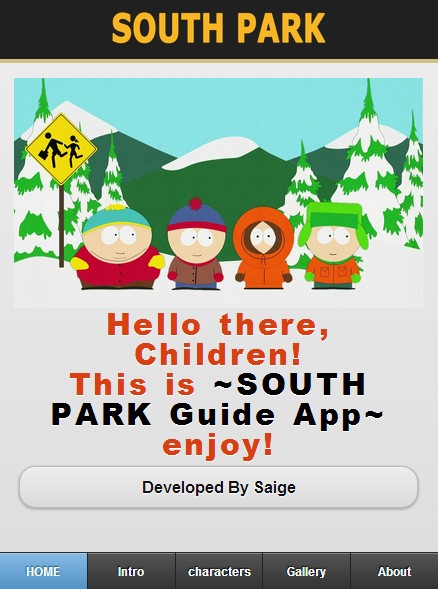 SOUTH PARK
Hello there,
Children!
This is ~SOUTH
PARK Guide App~
enjoy!
Developed By Saige
HOME Intro characters Gallery About